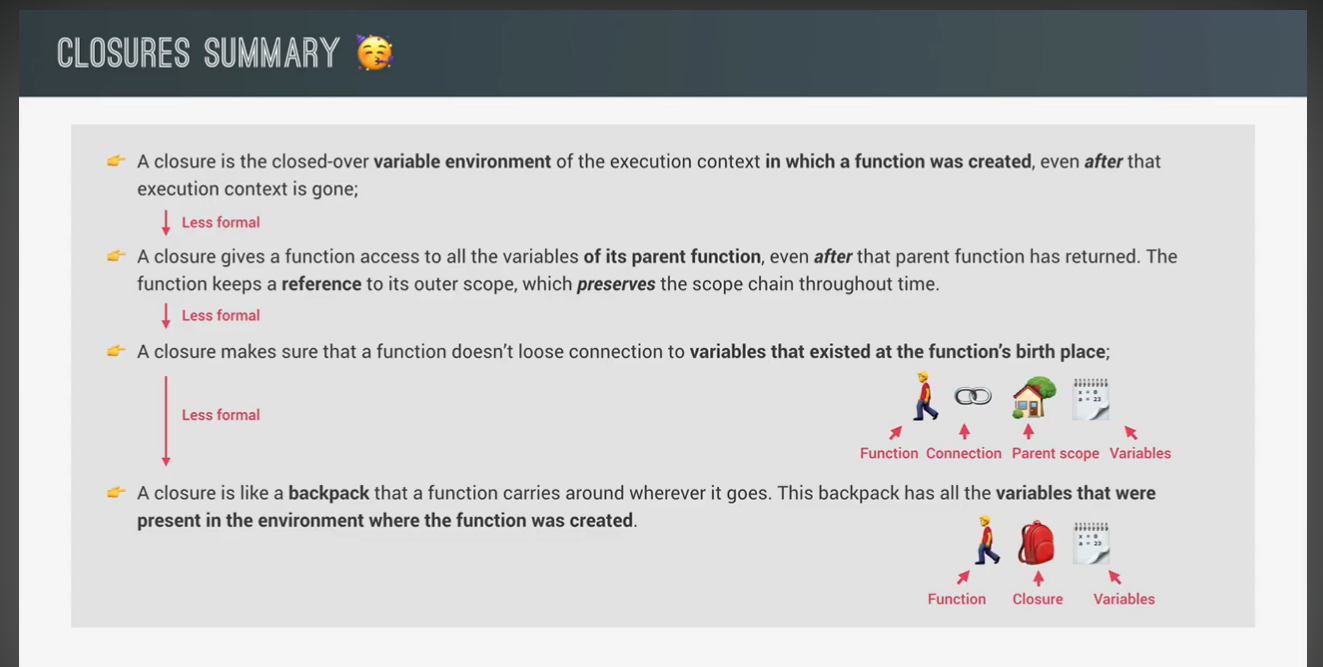 CLOSURES SUMMARY 🥳
👉 A closure is the closed-over variable environment of the execution context in which a function was created, even after that
execution context is gone;
Less formal
👉 A closure gives a function access to all the variables of its parent function, even after that parent function has returned. The
function keeps a reference to its outer scope, which preserves the scope chain throughout time.
Less formal
👉 A closure makes sure that a function doesn’t loose connection to variables that existed at the function’s birth place;
x = 0
a = 23
Less formal
Function Connection Parent scope Variables
👉 A closure is like a backpack that a function carries around wherever it goes. This backpack has all the variables that were
present in the environment where the function was created.
x = 0
a = 23
Function Closure Variables